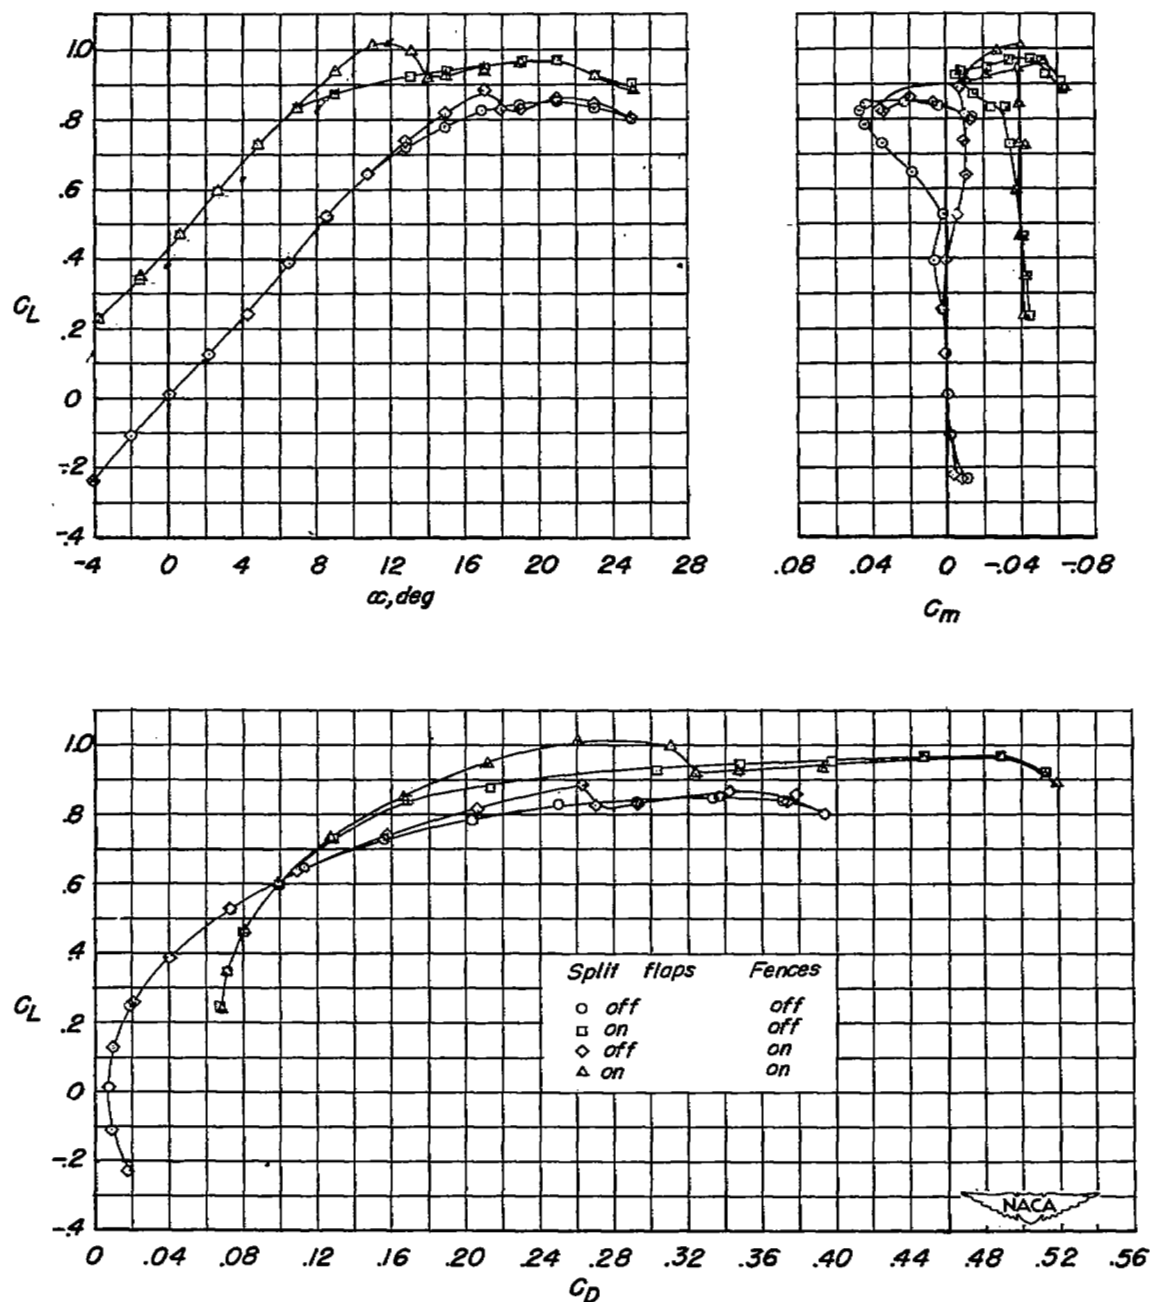 1.0
.8
.6
.4
.2
0
-.2
-.4
C_L
-4 0 4 8 12 16 20 24 28
α, deg
.08 .04 0 -.04 -.08
C_m
1.0
.8
.6
.4
.2
0
-.2
-.4
C_L
Split flaps Fences
○ off off
□ on off
◇ off on
△ on on
NACA
0 .04 .08 .12 .16 .20 .24 .28 .32 .36 .40 .44 .48 .52 .56
C_D